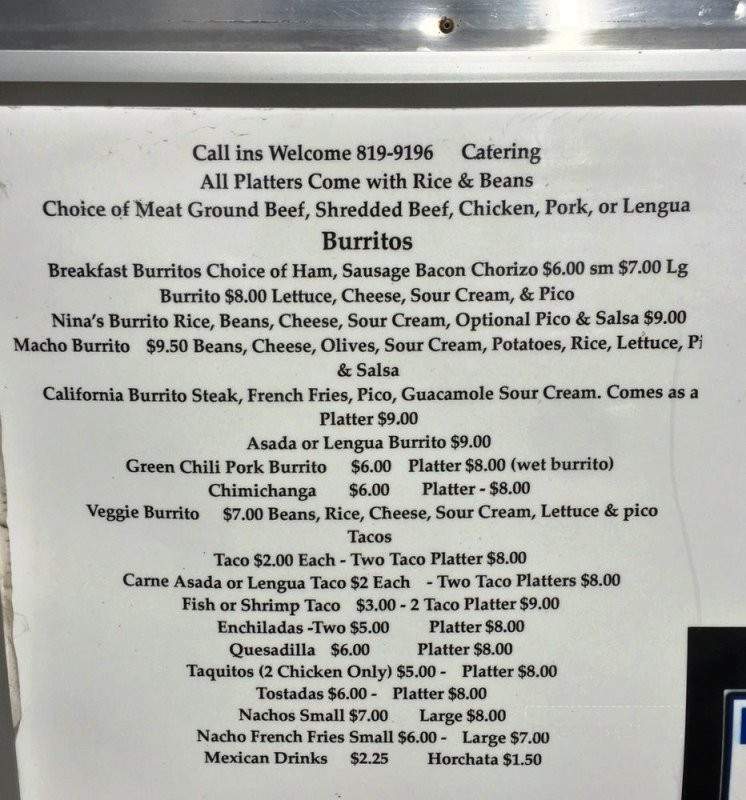 Call ins Welcome 819-9196 Catering
All Platters Come with Rice & Beans
Choice of Meat Ground Beef, Shredded Beef, Chicken, Pork, or Lengua
Burritos
Breakfast Burritos Choice of Ham, Sausage Bacon Chorizo $6.00 sm $7.00 Lg
Burrito $8.00 Lettuce, Cheese, Sour Cream, & Pico
Nina's Burrito Rice, Beans, Cheese, Sour Cream, Optional Pico & Salsa $9.00
Macho Burrito $9.50 Beans, Cheese, Olives, Sour Cream, Potatoes, Rice, Lettuce, Pi
& Salsa
California Burrito Steak, French Fries, Pico, Guacamole Sour Cream. Comes as a
Platter $9.00
Asada or Lengua Burrito $9.00
Green Chili Pork Burrito $6.00 Platter $8.00 (wet burrito)
Chimichanga $6.00 Platter - $8.00
Veggie Burrito $7.00 Beans, Rice, Cheese, Sour Cream, Lettuce & pico
Tacos
Taco $2.00 Each - Two Taco Platter $8.00
Carne Asada or Lengua Taco $2 Each - Two Taco Platters $8.00
Fish or Shrimp Taco $3.00 - 2 Taco Platter $9.00
Enchiladas -Two $5.00 Platter $8.00
Quesadilla $6.00 Platter $8.00
Taquitos (2 Chicken Only) $5.00 - Platter $8.00
Tostadas $6.00 - Platter $8.00
Nachos Small $7.00 Large $8.00
Nacho French Fries Small $6.00 - Large $7.00
Mexican Drinks $2.25 Horchata $1.50